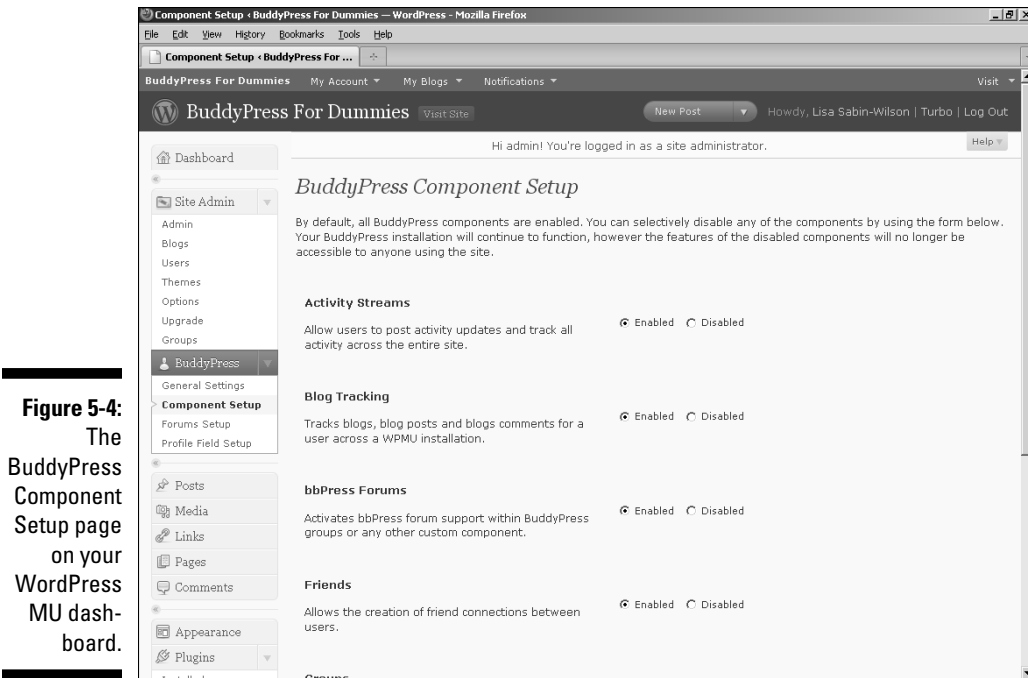 Component Setup ‹ BuddyPress For Dummies — WordPress - Mozilla Firefox
File Edit View History Bookmarks Tools Help
Component Setup ‹ BuddyPress For ...
BuddyPress For Dummies My Account My Blogs Notifications Visit
BuddyPress For Dummies Visit Site New Post Howdy, Lisa Sabin-Wilson | Turbo | Log Out
Hi admin! You're logged in as a site administrator. Help
Dashboard
Site Admin
Admin
Blogs
Users
Themes
Options
Upgrade
Groups
BuddyPress
General Settings
Component Setup
Forums Setup
Profile Field Setup
Posts
Media
Links
Pages
Comments
Appearance
Plugins
BuddyPress Component Setup
By default, all BuddyPress components are enabled. You can selectively disable any of the components by using the form below.
Your BuddyPress installation will continue to function, however the features of the disabled components will no longer be
accessible to anyone using the site.
Activity Streams
Allow users to post activity updates and track all
activity across the entire site.
Enabled Disabled
Blog Tracking
Tracks blogs, blog posts and blogs comments for a
user across a WPMU installation.
Enabled Disabled
bbPress Forums
Activates bbPress forum support within BuddyPress
groups or any other custom component.
Enabled Disabled
Friends
Allows the creation of friend connections between
users.
Enabled Disabled
Groups
Figure 5-4:
The
BuddyPress
Component
Setup page
on your
WordPress
MU dash-
board.